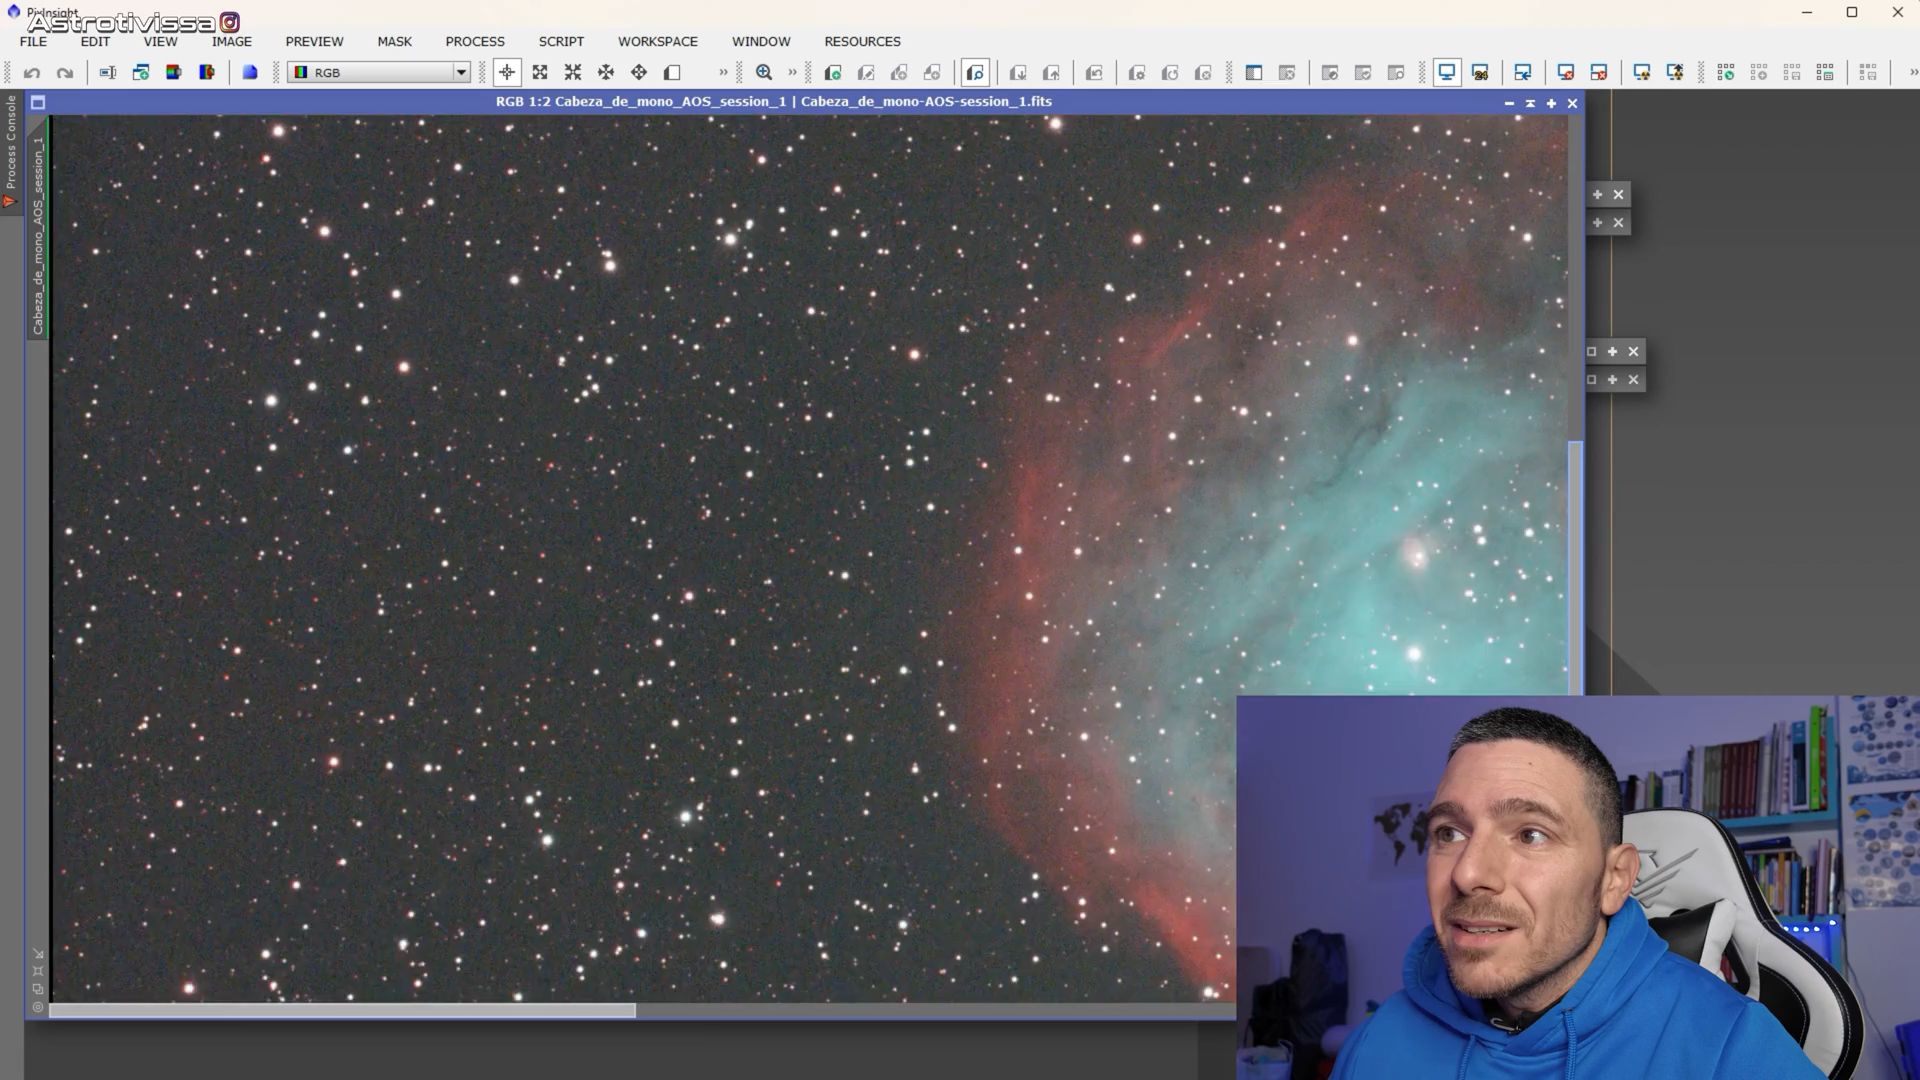 PixInsight
Astrotivissa
FILE EDIT VIEW IMAGE PREVIEW MASK PROCESS SCRIPT WORKSPACE WINDOW RESOURCES
RGB
24
RGB 1:2 Cabeza_de_mono_AOS_session_1 | Cabeza_de_mono-AOS-session_1.fits
Process Console
Cabeza_de_mono_AOS_session_1